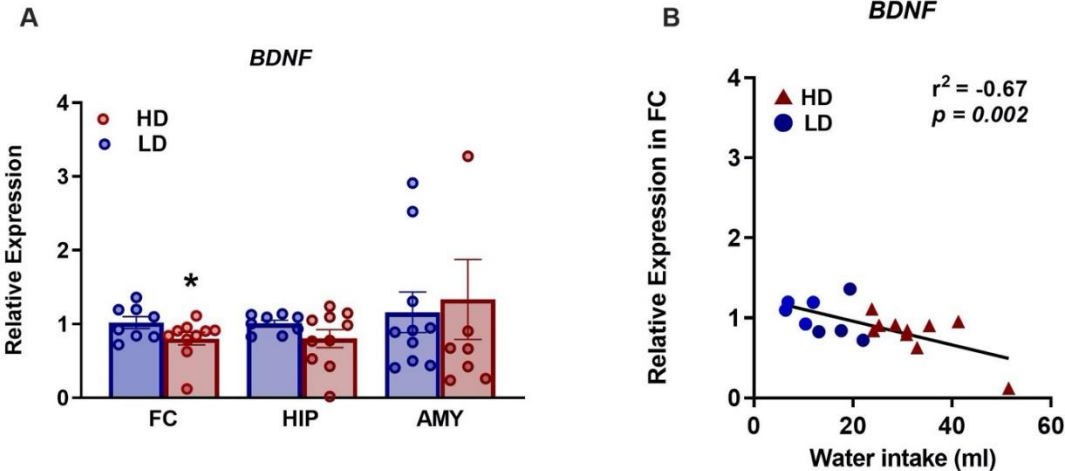 A
BDNF
HD
LD
*
Relative Expression
4
3
2
1
0
FC HIP AMY
B
BDNF
HD
LD
r² = -0.67
p = 0.002
Relative Expression in FC
4
3
2
1
0
0 20 40 60
Water intake (ml)